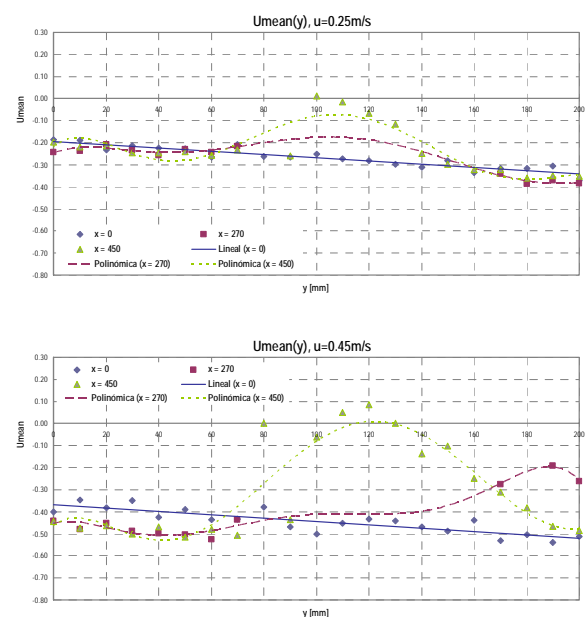 Umean(y), u=0.25m/s
0.30
0.20
0.10
0.00
-0.10
-0.20
-0.30
-0.40
-0.50
-0.60
-0.70
-0.80
0 20 40 60 80 100 120 140 160 180 200
Umean
x = 0
x = 270
x = 450
Lineal (x = 0)
Polinómica (x = 270)
Polinómica (x = 450)
y [mm]
Umean(y), u=0.45m/s
0.30
0.20
0.10
0.00
-0.10
-0.20
-0.30
-0.40
-0.50
-0.60
-0.70
-0.80
0 20 40 60 80 100 120 140 160 180 200
Umean
x = 0
x = 270
x = 450
Lineal (x = 0)
Polinómica (x = 270)
Polinómica (x = 450)
y [mm]